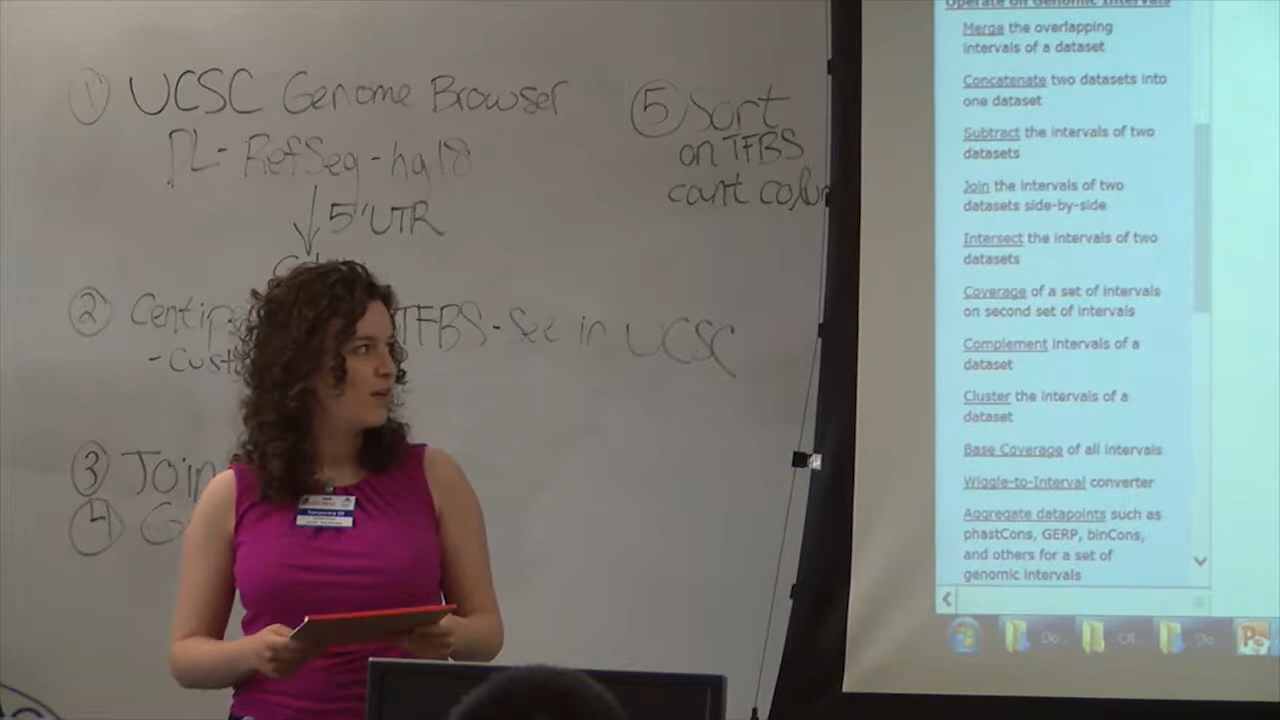 ① UCSC Genome Browser
RefSeq - hg18
5'UTR
②
TFBS - See in UCSC
③ Join
④ G
⑤ Sort
on TFBS
Operate on Genomic Intervals
Merge the overlapping
intervals of a dataset
Concatenate two datasets into
one dataset
Subtract the intervals of two
datasets
Join the intervals of two
datasets side-by-side
Intersect the intervals of two
datasets
Coverage of a set of intervals
on second set of intervals
Complement intervals of a
dataset
Cluster the intervals of a
dataset
Base Coverage of all intervals
Wiggle-to-Interval converter
Aggregate datapoints such as
phastCons, GERP, binCons,
and others for a set of
genomic intervals
Temporary ID